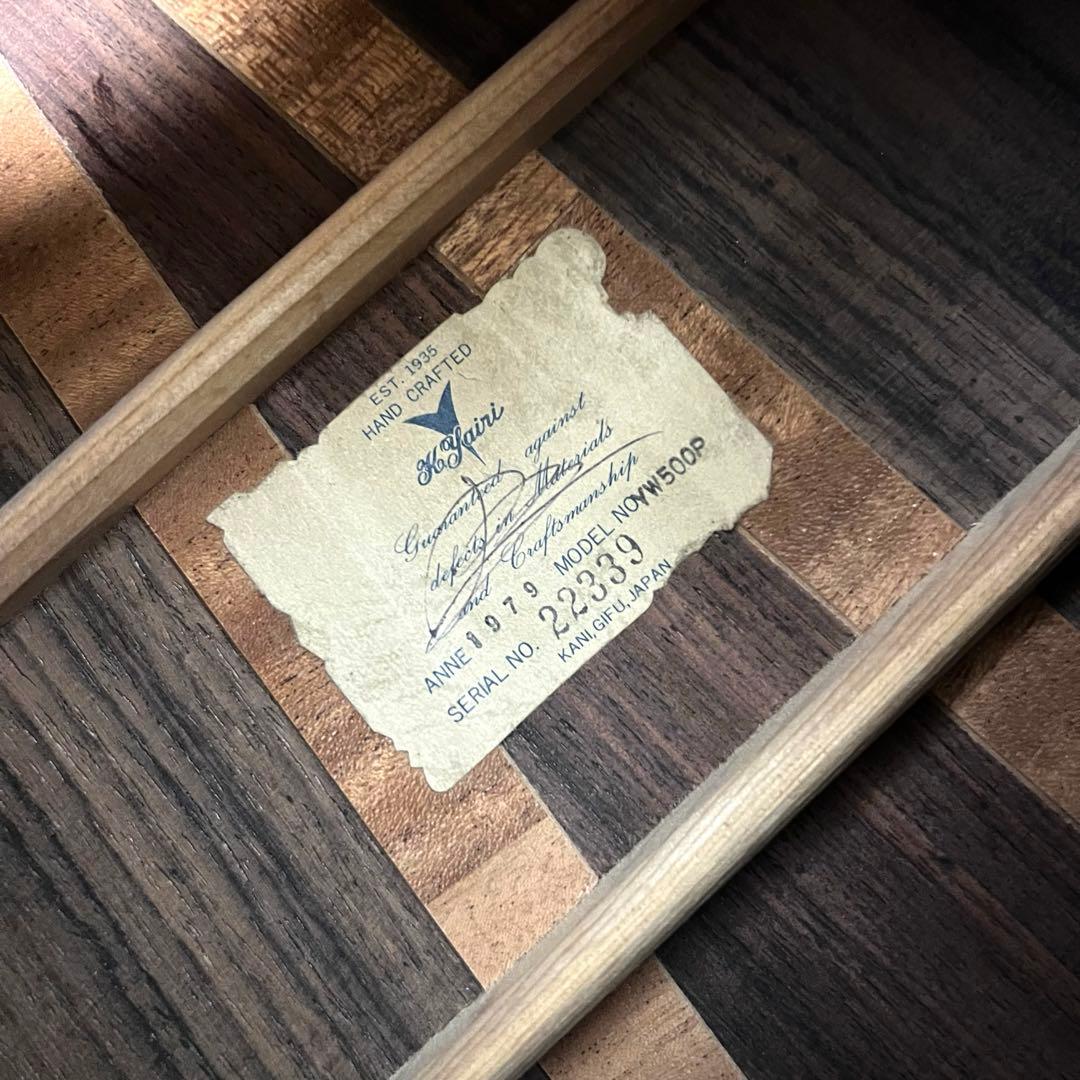 EST. 1935
HAND CRAFTED
K.Yairi
Guaranteed against
defects in Materials
and Craftsmanship
ANNE 1979 MODEL NO YW500P
SERIAL NO. 22339
KANI, GIFU, JAPAN